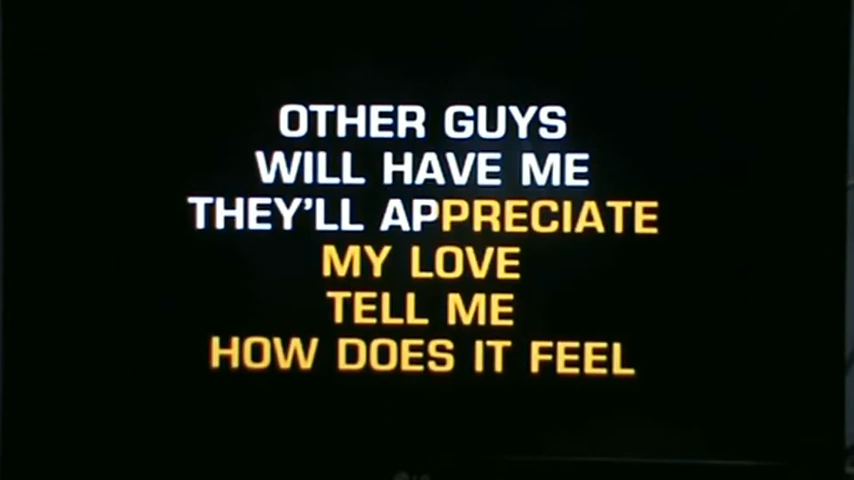 OTHER GUYS
WILL HAVE ME
THEY'LL APPRECIATE
MY LOVE
TELL ME
HOW DOES IT FEEL